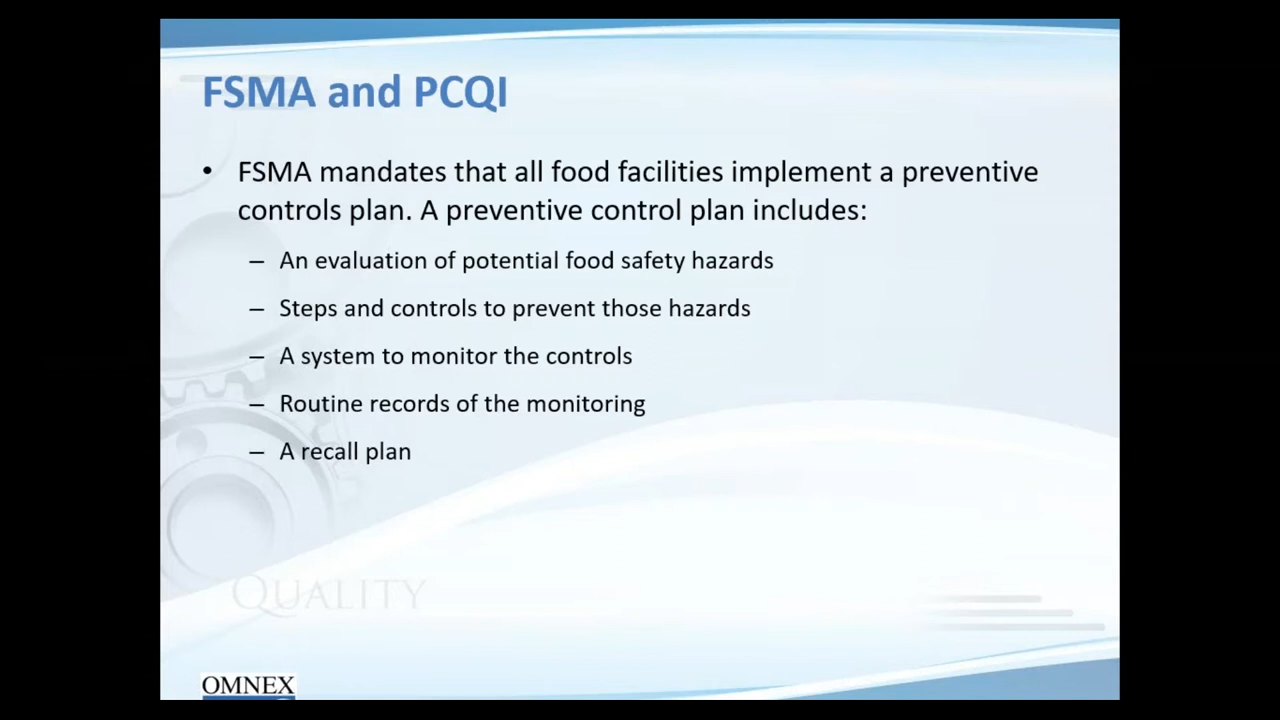 FSMA and PCQI
• FSMA mandates that all food facilities implement a preventive
controls plan. A preventive control plan includes:
– An evaluation of potential food safety hazards
– Steps and controls to prevent those hazards
– A system to monitor the controls
– Routine records of the monitoring
– A recall plan
QUALITY
OMNEX